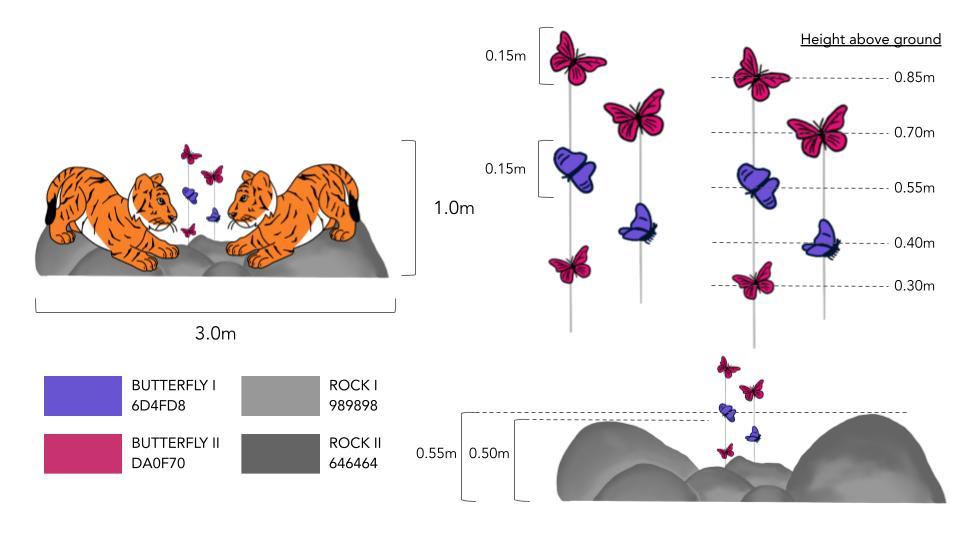 Height above ground
0.15m
0.85m
0.70m
0.15m
0.55m
0.40m
0.30m
1.0m
3.0m
BUTTERFLY I
6D4FD8
ROCK I
989898
BUTTERFLY II
DA0F70
ROCK II
646464
0.55m
0.50m